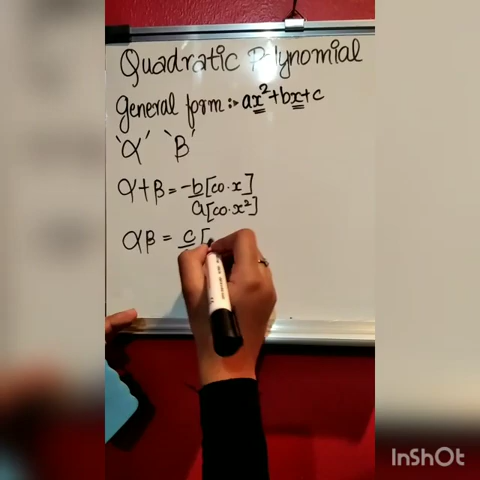 Quadratic Polynomial
General form :- ax²+bx+c
'α' 'β'
α+β = -b[co·x]
a[co·x²]
αβ = c [
InShOt